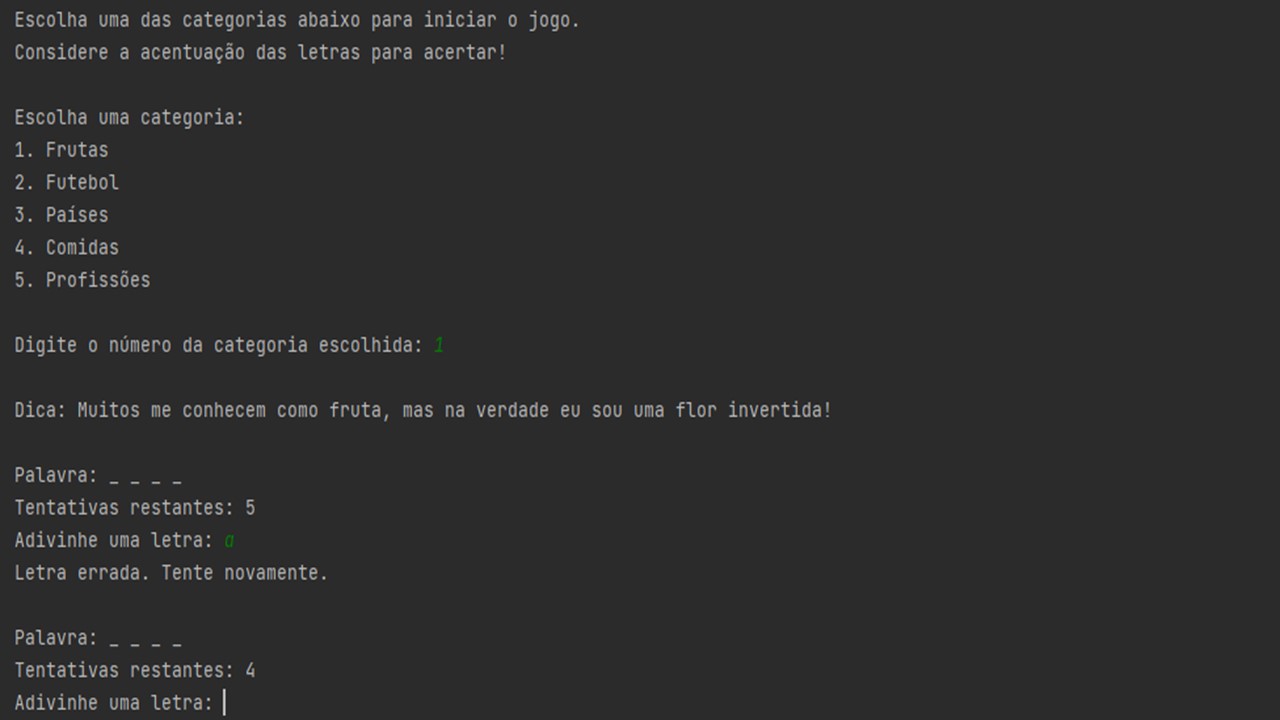 Escolha uma das categorias abaixo para iniciar o jogo.
Considere a acentuação das letras para acertar!
Escolha uma categoria:
1. Frutas
2. Futebol
3. Países
4. Comidas
5. Profissões
Digite o número da categoria escolhida: 1
Dica: Muitos me conhecem como fruta, mas na verdade eu sou uma flor invertida!
Palavra: _ _ _ _
Tentativas restantes: 5
Adivinhe uma letra: a
Letra errada. Tente novamente.
Palavra: _ _ _ _
Tentativas restantes: 4
Adivinhe uma letra: